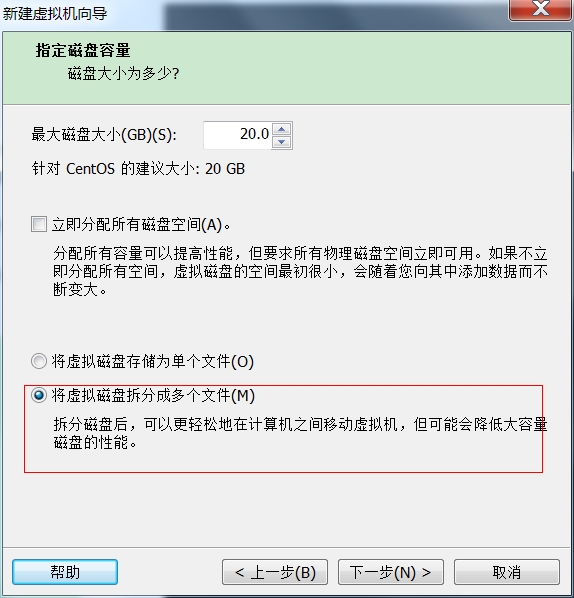 新建虚拟机向导
指定磁盘容量
磁盘大小为多少?
最大磁盘大小(GB)(S): 20.0
针对 CentOS 的建议大小: 20 GB
立即分配所有磁盘空间(A)。
分配所有容量可以提高性能，但要求所有物理磁盘空间立即可用。如果不立
即分配所有空间，虚拟磁盘的空间最初很小，会随着您向其中添加数据而不
断变大。
将虚拟磁盘存储为单个文件(O)
将虚拟磁盘拆分成多个文件(M)
拆分磁盘后，可以更轻松地在计算机之间移动虚拟机，但可能会降低大容量
磁盘的性能。
帮助 < 上一步(B) 下一步(N) > 取消